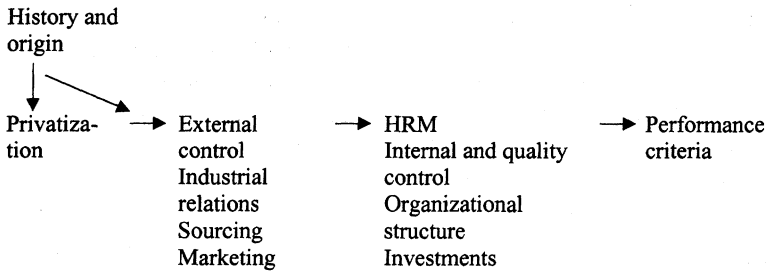 History and
origin
Privatiza-
tion
External
control
Industrial
relations
Sourcing
Marketing
HRM
Internal and quality
control
Organizational
structure
Investments
Performance
criteria